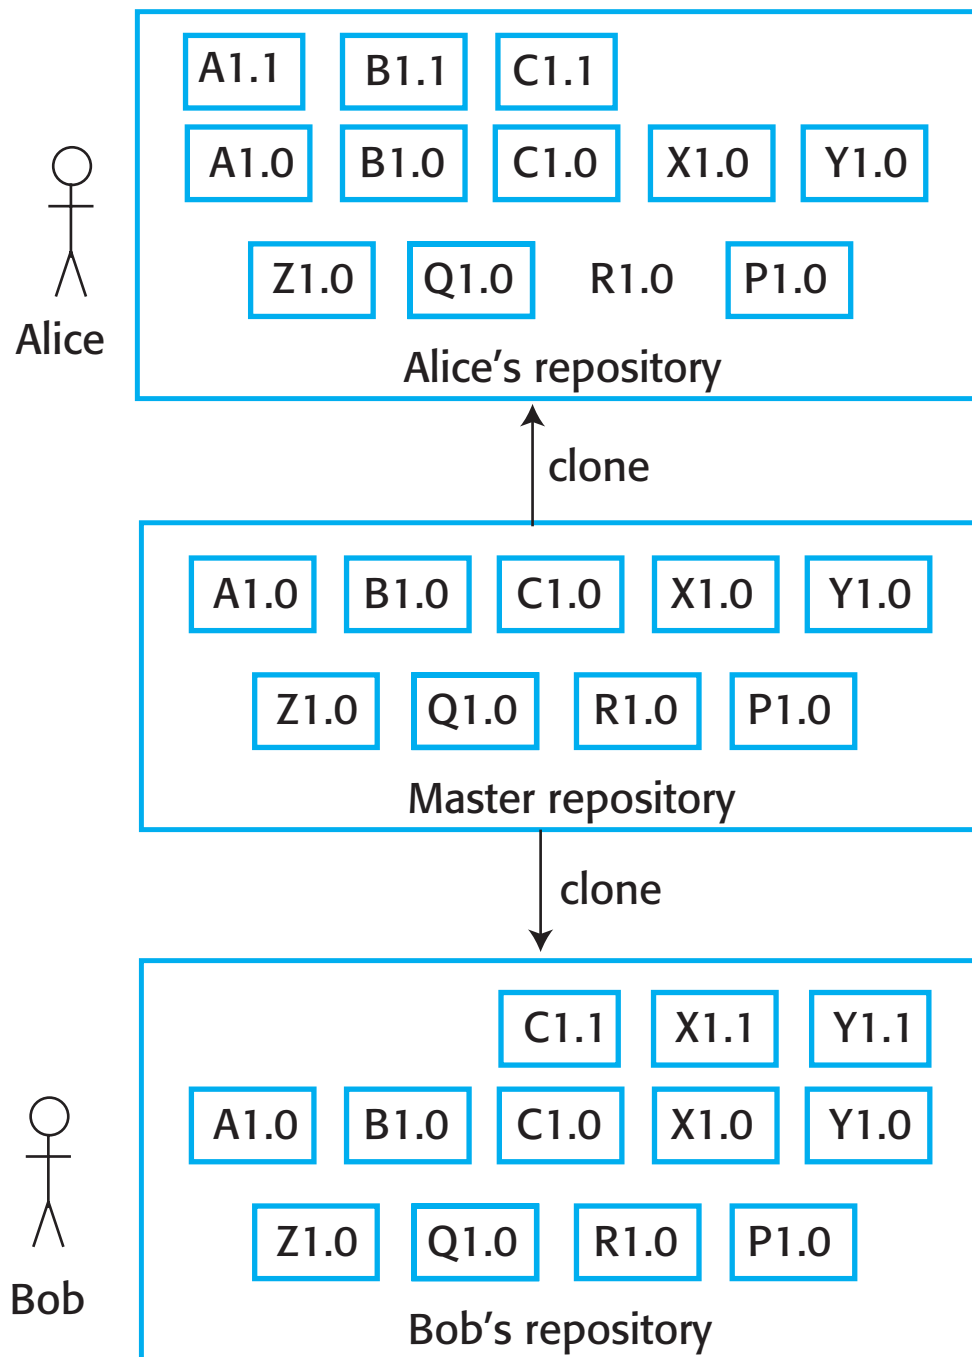 A1.1 B1.1 C1.1
A1.0 B1.0 C1.0 X1.0 Y1.0
Z1.0 Q1.0 R1.0 P1.0
Alice
Alice’s repository
clone
A1.0 B1.0 C1.0 X1.0 Y1.0
Z1.0 Q1.0 R1.0 P1.0
Master repository
clone
C1.1 X1.1 Y1.1
A1.0 B1.0 C1.0 X1.0 Y1.0
Z1.0 Q1.0 R1.0 P1.0
Bob
Bob's repository